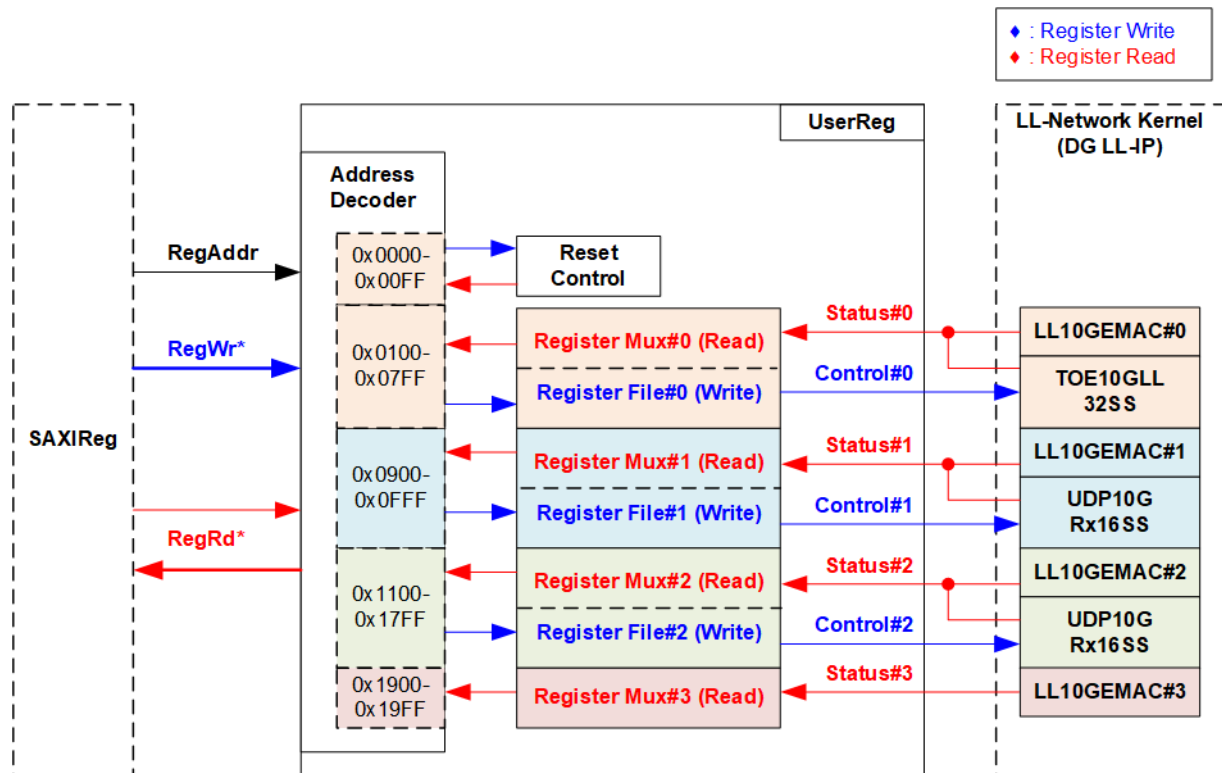 ♦ : Register Write
♦ : Register Read
UserReg
LL-Network Kernel
(DG LL-IP)
Address
Decoder
SAXIReg
RegAddr
RegWr*
RegRd*
0x0000-
0x00FF
Reset
Control
0x0100-
0x07FF
Register Mux#0 (Read)
Register File#0 (Write)
Status#0
Control#0
LL10GEMAC#0
TOE10GLL
32SS
0x0900-
0x0FFF
Register Mux#1 (Read)
Register File#1 (Write)
Status#1
Control#1
LL10GEMAC#1
UDP10G
Rx16SS
0x1100-
0x17FF
Register Mux#2 (Read)
Register File#2 (Write)
Status#2
Control#2
LL10GEMAC#2
UDP10G
Rx16SS
0x1900-
0x19FF
Register Mux#3 (Read)
Status#3
LL10GEMAC#3